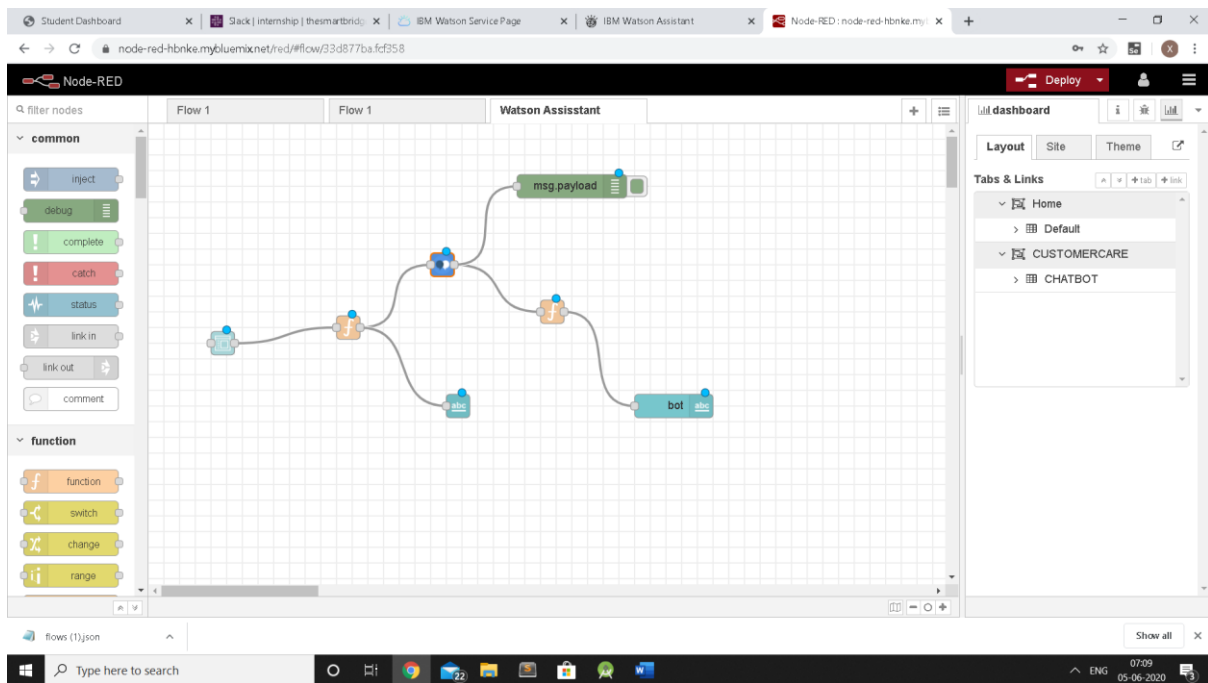 Student Dashboard
Slack | internship | thesmartbridg
IBM Watson Service Page
IBM Watson Assistant
Node-RED : node-red-hbnke.my
node-red-hbnke.mybluemix.net/red/#flow/33d877ba.fcf358
X
Node-RED
Deploy
filter nodes
Flow 1
Flow 1
Watson Assisstant
dashboard
i
common
Layout
Site
Theme
inject
msg.payload
Tabs & Links
tab
link
debug
Home
complete
Default
catch
CUSTOMERCARE
status
CHATBOT
link in
link out
comment
abc
bot
abc
function
function
switch
change
range
flows (1).json
Show all
Type here to search
22
W
ENG
07:09
05-06-2020
3